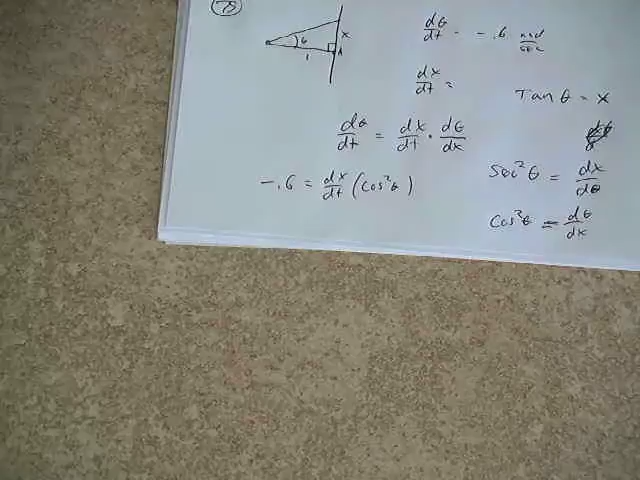 78
θ
x
A
1
dθ/dt = -.6 rad/sec
dx/dt =
Tan θ = x
dθ/dt = dx/dt · dθ/dx
sec²θ = dx/dθ
-.6 = dx/dt (cos²θ)
cos²θ = dθ/dx